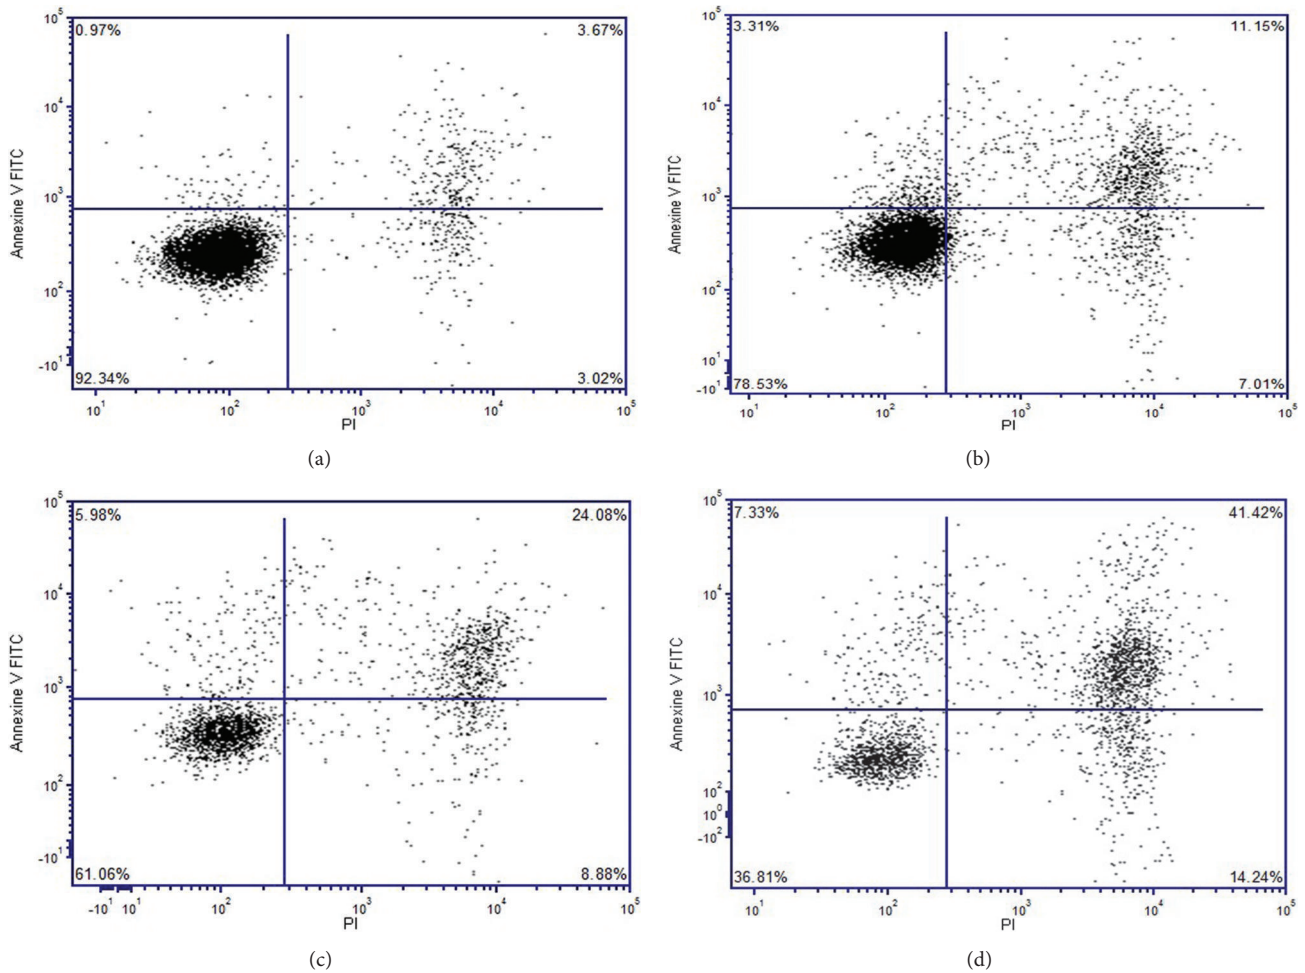 10^5
0.97% 3.67%
10^4
Annexine V FITC
10^3
10^2
-10^1
92.34% 3.02%
10^1 10^2 10^3 10^4 10^5
PI
(a)
10^5
3.31% 11.15%
10^4
Annexine V FITC
10^3
10^2
10^1
-10^1
78.53% 7.01%
10^1 10^2 10^3 10^4 10^5
PI
(b)
10^5
5.98% 24.08%
10^4
Annexine V FITC
10^3
10^2
-10^1
61.06% 8.88%
-10^1 10^1 10^2 10^3 10^4 10^5
PI
(c)
10^5
7.33% 41.42%
10^4
Annexine V FITC
10^3
10^2
10^0
-10^2
36.81% 14.24%
10^1 10^2 10^3 10^4 10^5
PI
(d)